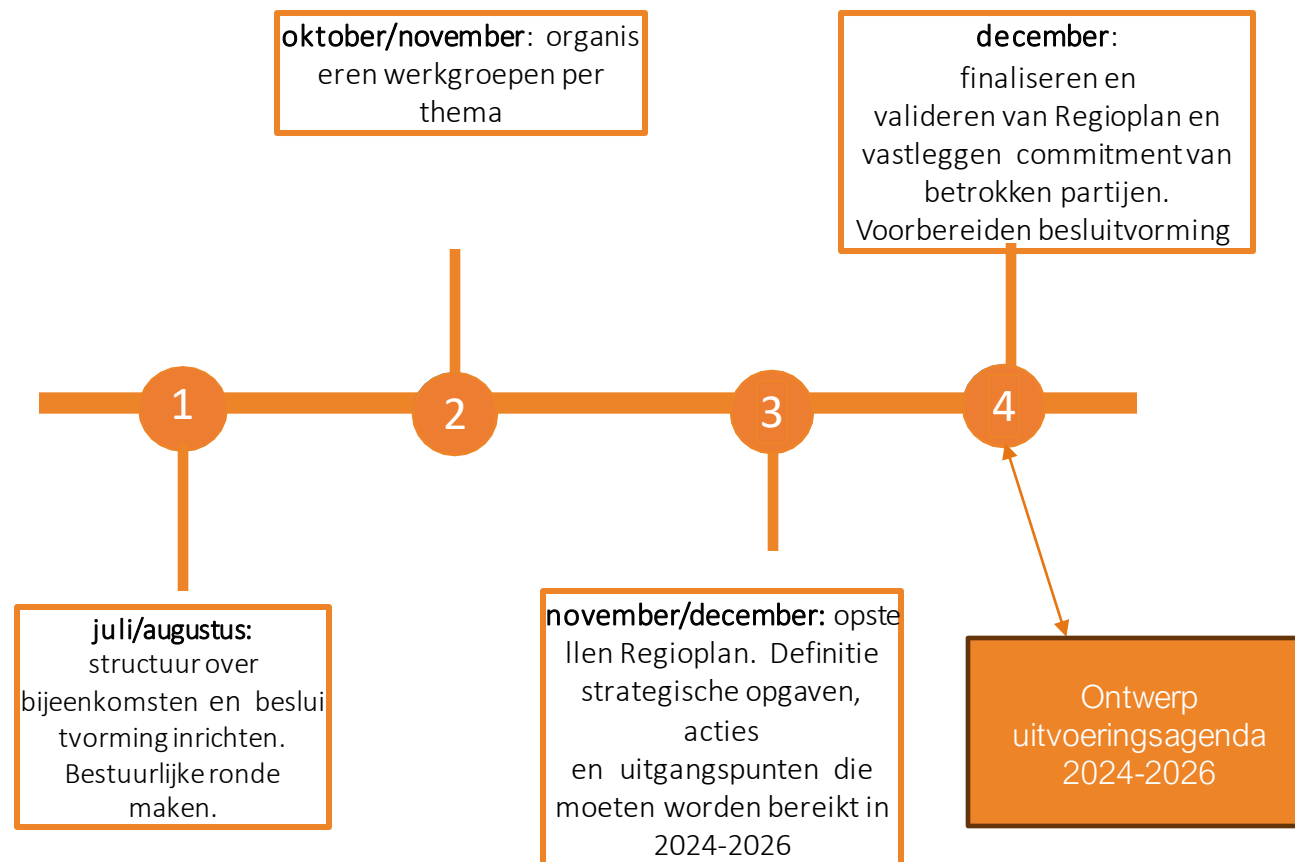 oktober/november: organis
eren werkgroepen per
thema
december:
finaliseren en
valideren van Regioplan en
vastleggen commitment van
betrokken partijen.
Voorbereiden besluitvorming
1
2
3
4
juli/augustus:
structuur over
bijeenkomsten en beslui
tvorming inrichten.
Bestuurlijke ronde
maken.
november/december: opste
llen Regioplan. Definitie
strategische opgaven,
acties
en uitgangspunten die
moeten worden bereikt in
2024-2026
Ontwerp
uitvoeringsagenda
2024-2026